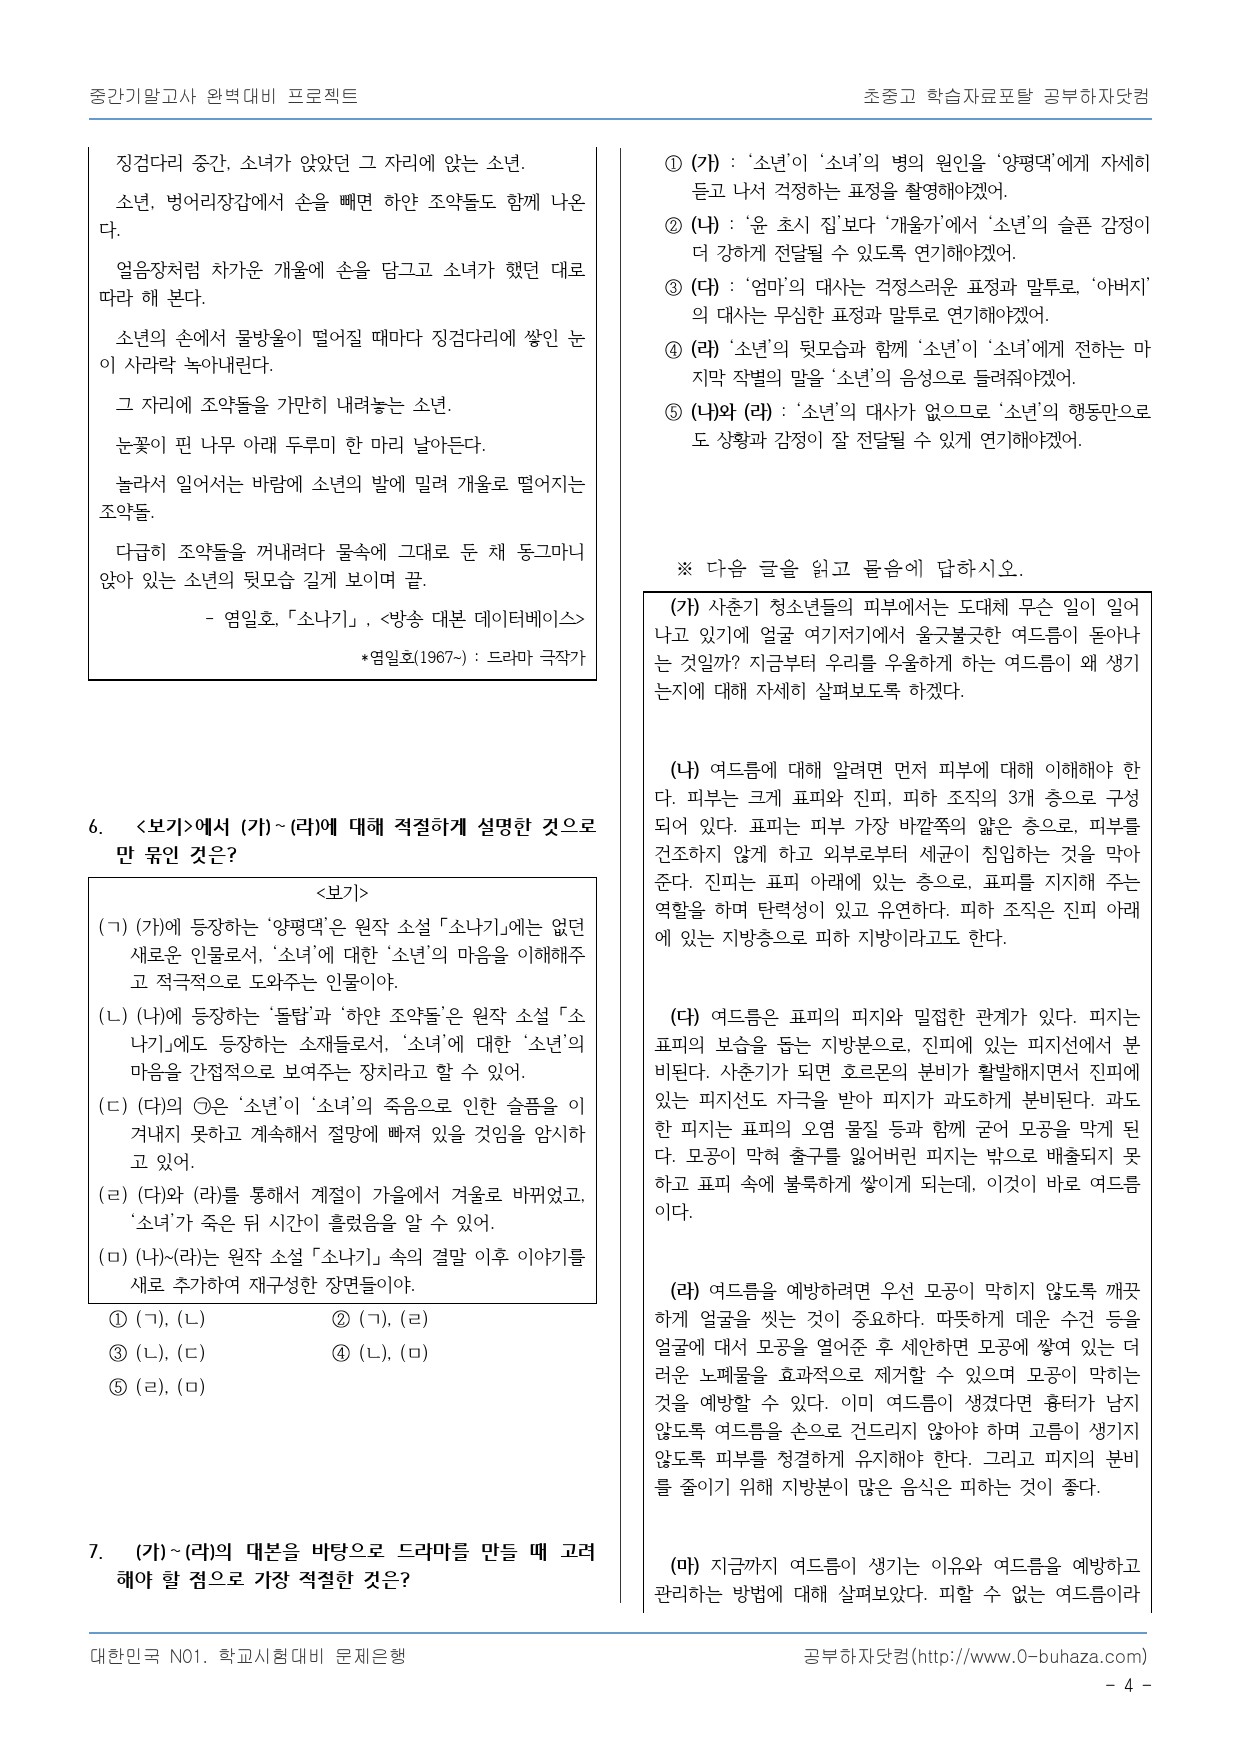 중간기말고사 완벽대비 프로젝트
초중고 학습자료포탈 공부하자닷컴
징검다리 중간, 소녀가 앉았던 그 자리에 앉는 소년.
소년, 벙어리장갑에서 손을 빼면 하얀 조약돌도 함께 나온
다.
얼음장처럼 차가운 개울에 손을 담그고 소녀가 했던 대로
따라 해 본다.
소년의 손에서 물방울이 떨어질 때마다 징검다리에 쌓인 눈
이 사라락 녹아내린다.
그 자리에 조약돌을 가만히 내려놓는 소년.
눈꽃이 핀 나무 아래 두루미 한 마리 날아든다.
놀라서 일어서는 바람에 소년의 발에 밀려 개울로 떨어지는
조약돌.
다급히 조약돌을 꺼내려다 물속에 그대로 둔 채 동그마니
앉아 있는 소년의 뒷모습 길게 보이며 끝.
- 염일호, 「소나기」, <방송 대본 데이터베이스>
*염일호(1967~) : 드라마 극작가
6. <보기>에서 (가)~(라)에 대해 적절하게 설명한 것으로
만 묶인 것은?
<보기>
(ㄱ) (가)에 등장하는 ‘양평댁’은 원작 소설 「소나기」에는 없던
새로운 인물로서, ‘소녀’에 대한 ‘소년’의 마음을 이해해주
고 적극적으로 도와주는 인물이야.
(ㄴ) (나)에 등장하는 ‘돌탑’과 ‘하얀 조약돌’은 원작 소설 「소
나기」에도 등장하는 소재들로서, ‘소녀’에 대한 ‘소년’의
마음을 간접적으로 보여주는 장치라고 할 수 있어.
(ㄷ) (다)의 ㉠은 ‘소년’이 ‘소녀’의 죽음으로 인한 슬픔을 이
겨내지 못하고 계속해서 절망에 빠져 있을 것임을 암시하
고 있어.
(ㄹ) (다)와 (라)를 통해서 계절이 가을에서 겨울로 바뀌었고,
‘소녀’가 죽은 뒤 시간이 흘렀음을 알 수 있어.
(ㅁ) (나)~(라)는 원작 소설 「소나기」 속의 결말 이후 이야기를
새로 추가하여 재구성한 장면들이야.
① (ㄱ), (ㄴ) ② (ㄱ), (ㄹ)
③ (ㄴ), (ㄷ) ④ (ㄴ), (ㅁ)
⑤ (ㄹ), (ㅁ)
7. (가)~(라)의 대본을 바탕으로 드라마를 만들 때 고려
해야 할 점으로 가장 적절한 것은?
① (가) : ‘소년’이 ‘소녀’의 병의 원인을 ‘양평댁’에게 자세히
듣고 나서 걱정하는 표정을 촬영해야겠어.
② (나) : ‘윤 초시 집’보다 ‘개울가’에서 ‘소년’의 슬픈 감정이
더 강하게 전달될 수 있도록 연기해야겠어.
③ (다) : ‘엄마’의 대사는 걱정스러운 표정과 말투로, ‘아버지’
의 대사는 무심한 표정과 말투로 연기해야겠어.
④ (라) ‘소년’의 뒷모습과 함께 ‘소년’이 ‘소녀’에게 전하는 마
지막 작별의 말을 ‘소년’의 음성으로 들려줘야겠어.
⑤ (나)와 (라) : ‘소년’의 대사가 없으므로 ‘소년’의 행동만으로
도 상황과 감정이 잘 전달될 수 있게 연기해야겠어.
※ 다음 글을 읽고 물음에 답하시오.
(가) 사춘기 청소년들의 피부에서는 도대체 무슨 일이 일어
나고 있기에 얼굴 여기저기에서 울긋불긋한 여드름이 돋아나
는 것일까? 지금부터 우리를 우울하게 하는 여드름이 왜 생기
는지에 대해 자세히 살펴보도록 하겠다.
(나) 여드름에 대해 알려면 먼저 피부에 대해 이해해야 한
다. 피부는 크게 표피와 진피, 피하 조직의 3개 층으로 구성
되어 있다. 표피는 피부 가장 바깥쪽의 얇은 층으로, 피부를
건조하지 않게 하고 외부로부터 세균이 침입하는 것을 막아
준다. 진피는 표피 아래에 있는 층으로, 표피를 지지해 주는
역할을 하며 탄력성이 있고 유연하다. 피하 조직은 진피 아래
에 있는 지방층으로 피하 지방이라고도 한다.
(다) 여드름은 표피의 피지와 밀접한 관계가 있다. 피지는
표피의 보습을 돕는 지방분으로, 진피에 있는 피지선에서 분
비된다. 사춘기가 되면 호르몬의 분비가 활발해지면서 진피에
있는 피지선도 자극을 받아 피지가 과도하게 분비된다. 과도
한 피지는 표피의 오염 물질 등과 함께 굳어 모공을 막게 된
다. 모공이 막혀 출구를 잃어버린 피지는 밖으로 배출되지 못
하고 표피 속에 불룩하게 쌓이게 되는데, 이것이 바로 여드름
이다.
(라) 여드름을 예방하려면 우선 모공이 막히지 않도록 깨끗
하게 얼굴을 씻는 것이 중요하다. 따뜻하게 데운 수건 등을
얼굴에 대서 모공을 열어준 후 세안하면 모공에 쌓여 있는 더
러운 노폐물을 효과적으로 제거할 수 있으며 모공이 막히는
것을 예방할 수 있다. 이미 여드름이 생겼다면 흉터가 남지
않도록 여드름을 손으로 건드리지 않아야 하며 고름이 생기지
않도록 피부를 청결하게 유지해야 한다. 그리고 피지의 분비
를 줄이기 위해 지방분이 많은 음식은 피하는 것이 좋다.
(마) 지금까지 여드름이 생기는 이유와 여드름을 예방하고
관리하는 방법에 대해 살펴보았다. 피할 수 없는 여드름이라
대한민국 N01. 학교시험대비 문제은행
공부하자닷컴(http://www.0-buhaza.com)
- 4 -